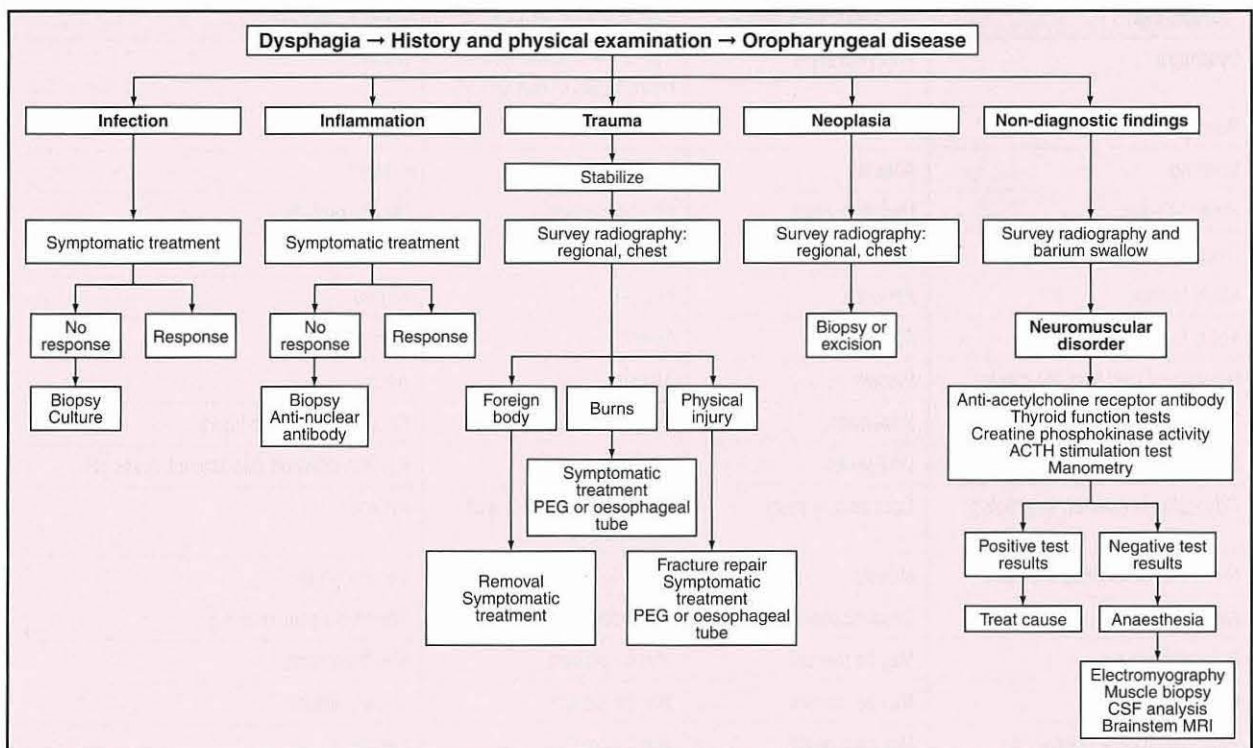 Dysphagia → History and physical examination → Oropharyngeal disease
Infection
Inflammation
Trauma
Neoplasia
Non-diagnostic findings
Stabilize
Symptomatic treatment
Symptomatic treatment
Survey radiography:
regional, chest
Survey radiography:
regional, chest
Survey radiography and
barium swallow
No
response
Response
No
response
Response
Biopsy or
excision
Neuromuscular
disorder
Biopsy
Culture
Biopsy
Anti-nuclear
antibody
Foreign
body
Burns
Physical
injury
Anti-acetylcholine receptor antibody
Thyroid function tests
Creatine phosphokinase activity
ACTH stimulation test
Manometry
Symptomatic
treatment
PEG or oesophageal
tube
Removal
Symptomatic
treatment
Fracture repair
Symptomatic
treatment
PEG or oesophageal
tube
Positive test
results
Negative test
results
Treat cause
Anaesthesia
Electromyography
Muscle biopsy
CSF analysis
Brainstem MRI